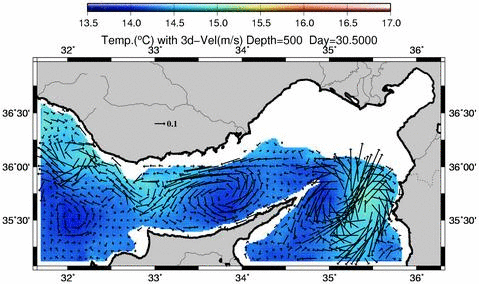 13.5 14.0 14.5 15.0 15.5 16.0 16.5 17.0
Temp.(°C) with 3d-Vel(m/s) Depth=500 Day=30.5000
32° 33° 34° 35° 36°
0.1
36°30' 36°30'
36°00' 36°00'
35°30' 35°30'
32° 33° 34° 35° 36°